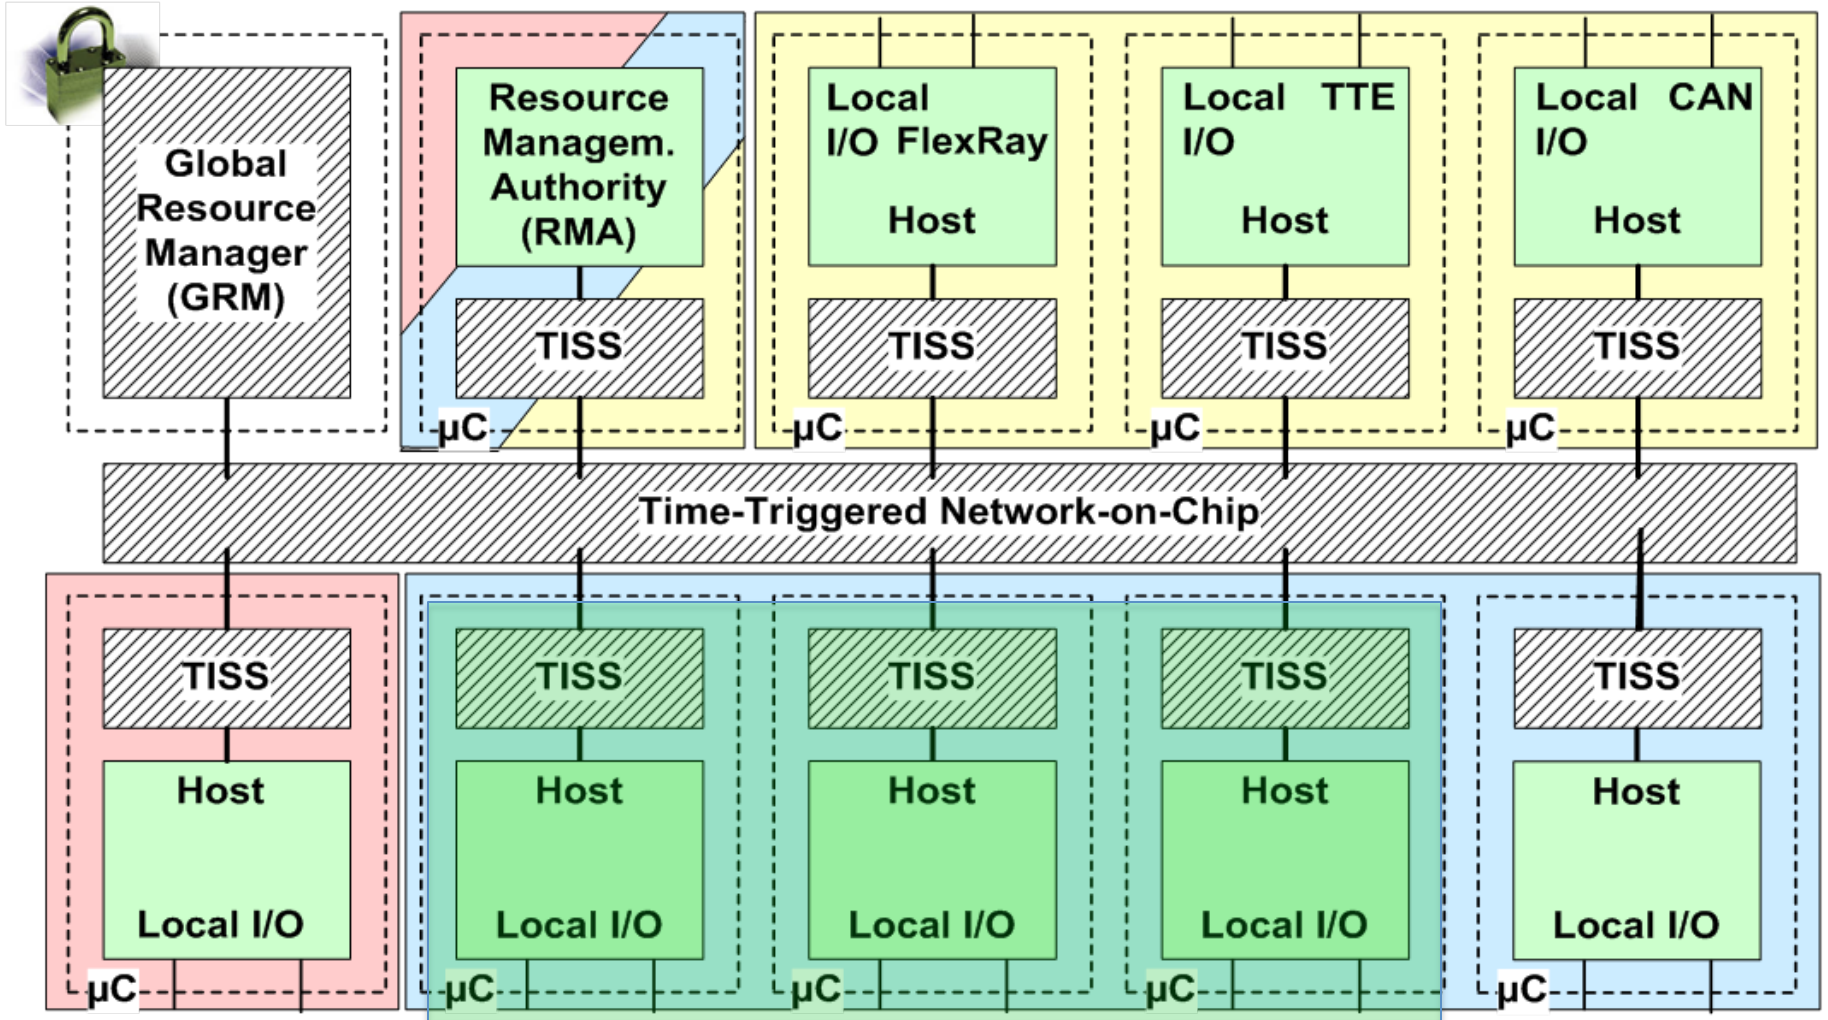 Global
Resource
Manager
(GRM)
Resource
Managem.
Authority
(RMA)
TISS
µC
Local
I/O FlexRay
Host
TISS
µC
Local TTE
I/O
Host
TISS
µC
Local CAN
I/O
Host
TISS
µC
Time-Triggered Network-on-Chip
TISS
Host
Local I/O
µC
TISS
Host
Local I/O
µC
TISS
Host
Local I/O
µC
TISS
Host
Local I/O
µC
TISS
Host
Local I/O
µC